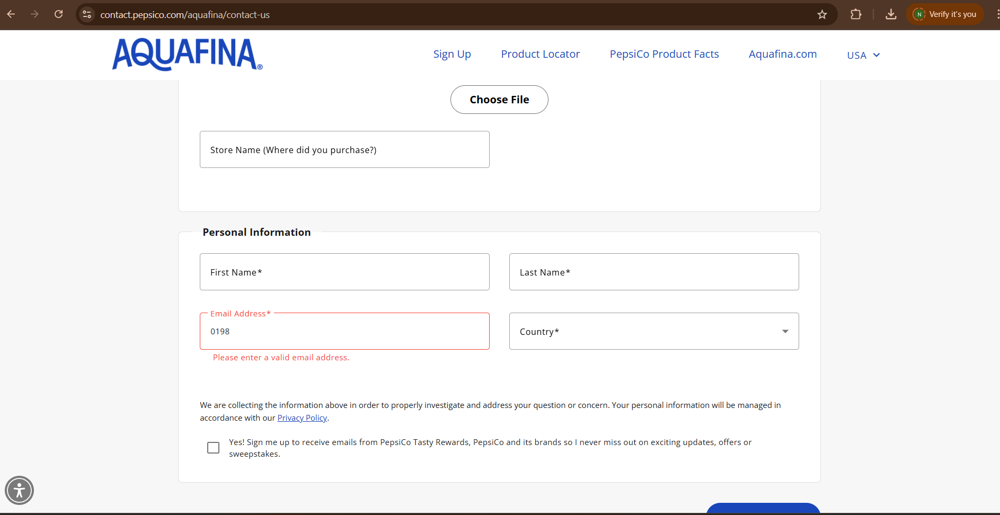 contact.pepsico.com/aquafina/contact-us
N Verify it's you
AQUAFINA®
Sign Up
Product Locator
PepsiCo Product Facts
Aquafina.com
USA
Choose File
Store Name (Where did you purchase?)
Personal Information
First Name*
Last Name*
Email Address*
0198
Please enter a valid email address.
Country*
We are collecting the information above in order to properly investigate and address your question or concern. Your personal information will be managed in
accordance with our Privacy Policy.
Yes! Sign me up to receive emails from PepsiCo Tasty Rewards, PepsiCo and its brands so I never miss out on exciting updates, offers or
sweepstakes.